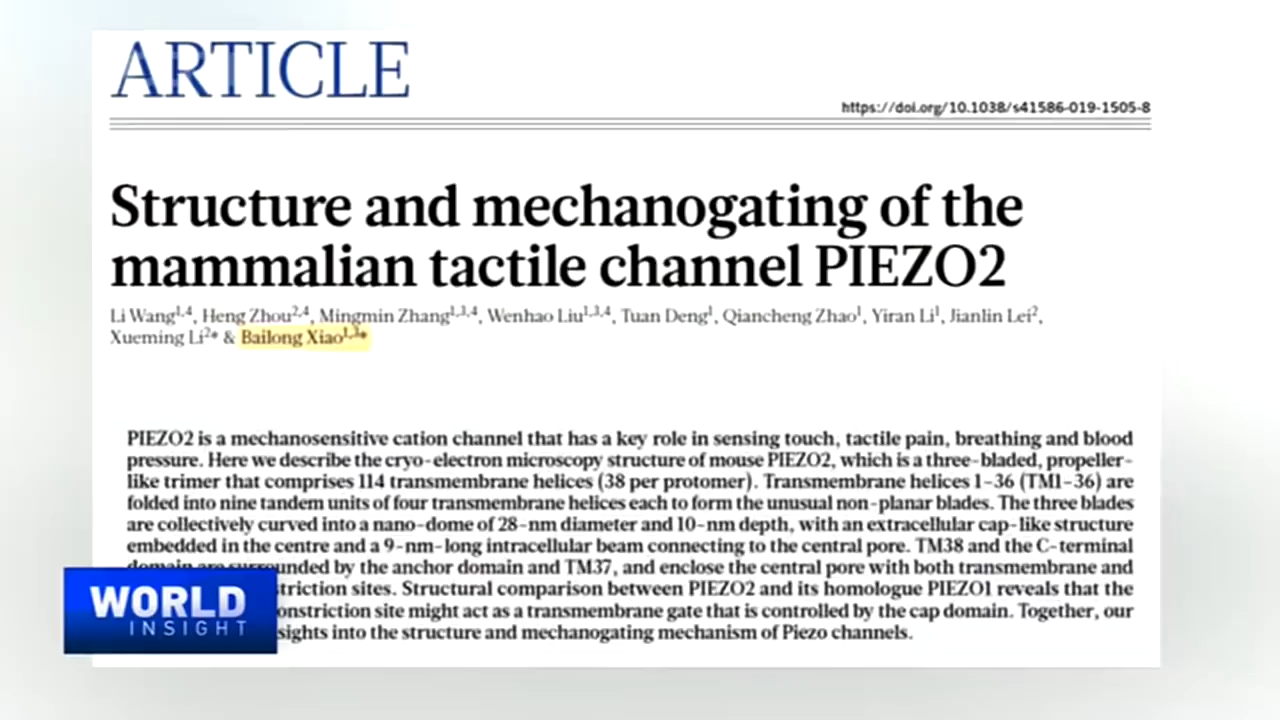 ARTICLE
https://doi.org/10.1038/s41586-019-1505-8
Structure and mechanogating of the
mammalian tactile channel PIEZO2
Li Wang1,4, Heng Zhou2,4, Mingmin Zhang1,3,4, Wenhao Liu1,3,4, Tuan Deng1, Qiancheng Zhao1, Yiran Li1, Jianlin Lei2,
Xueming Li2* & Bailong Xiao1,3*
PIEZO2 is a mechanosensitive cation channel that has a key role in sensing touch, tactile pain, breathing and blood
pressure. Here we describe the cryo-electron microscopy structure of mouse PIEZO2, which is a three-bladed, propeller-
like trimer that comprises 114 transmembrane helices (38 per protomer). Transmembrane helices 1–36 (TM1–36) are
folded into nine tandem units of four transmembrane helices each to form the unusual non-planar blades. The three blades
are collectively curved into a nano-dome of 28-nm diameter and 10-nm depth, with an extracellular cap-like structure
embedded in the centre and a 9-nm-long intracellular beam connecting to the central pore. TM38 and the C-terminal
domain are surrounded by the anchor domain and TM37, and enclose the central pore with both transmembrane and
triction sites. Structural comparison between PIEZO2 and its homologue PIEZO1 reveals that the
onstriction site might act as a transmembrane gate that is controlled by the cap domain. Together, our
sights into the structure and mechanogating mechanism of Piezo channels.
WORLD
INSIGHT